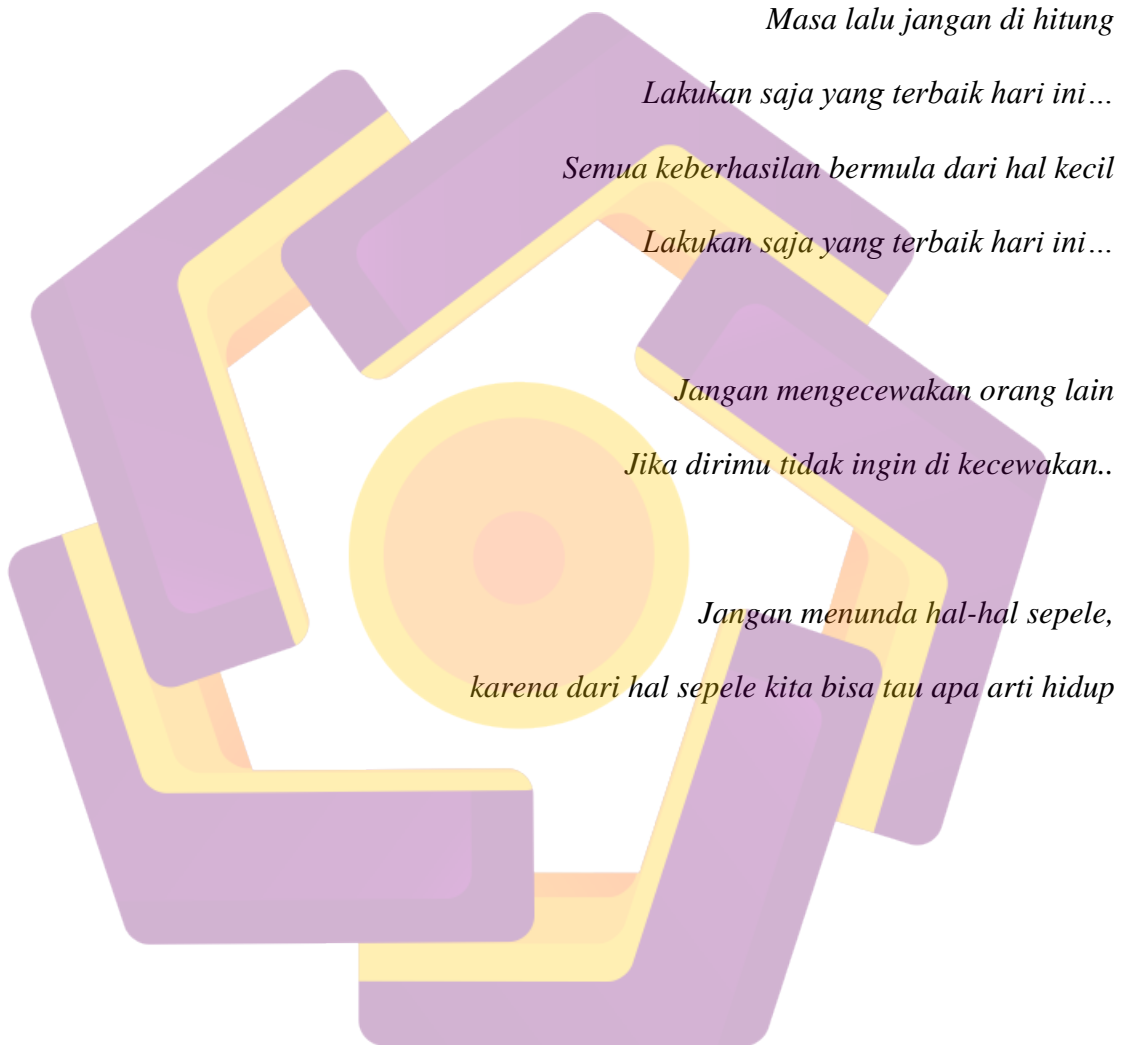 Masa lalu jangan di hitung
Lakukan saja yang terbaik hari ini…
Semua keberhasilan bermula dari hal kecil
Lakukan saja yang terbaik hari ini…
Jangan mengecewakan orang lain
Jika dirimu tidak ingin di kecewakan..
Jangan menunda hal-hal sepele,
karena dari hal sepele kita bisa tau apa arti hidup